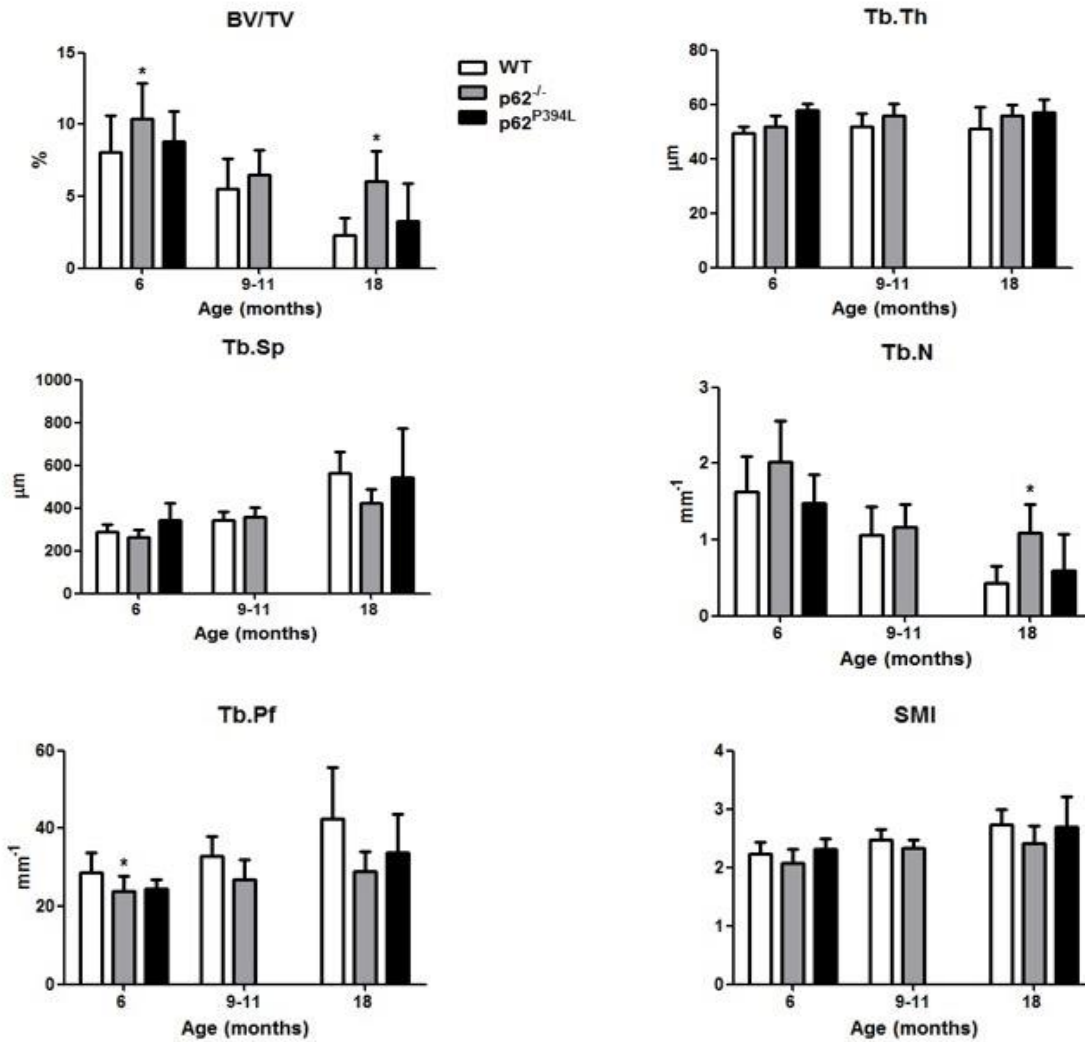 BV/TV
15
10
5
0
%
*
*
6 9-11 18
Age (months)
WT
p62-/-
p62P394L
Tb.Th
80
60
40
20
0
µm
6 9-11 18
Age (months)
Tb.Sp
1000
800
600
400
200
0
µm
6 9-11 18
Age (months)
Tb.N
3
2
1
0
mm-1
*
6 9-11 18
Age (months)
Tb.Pf
60
40
20
0
mm-1
*
6 9-11 18
Age (months)
SMI
4
3
2
1
0
6 9-11 18
Age (months)